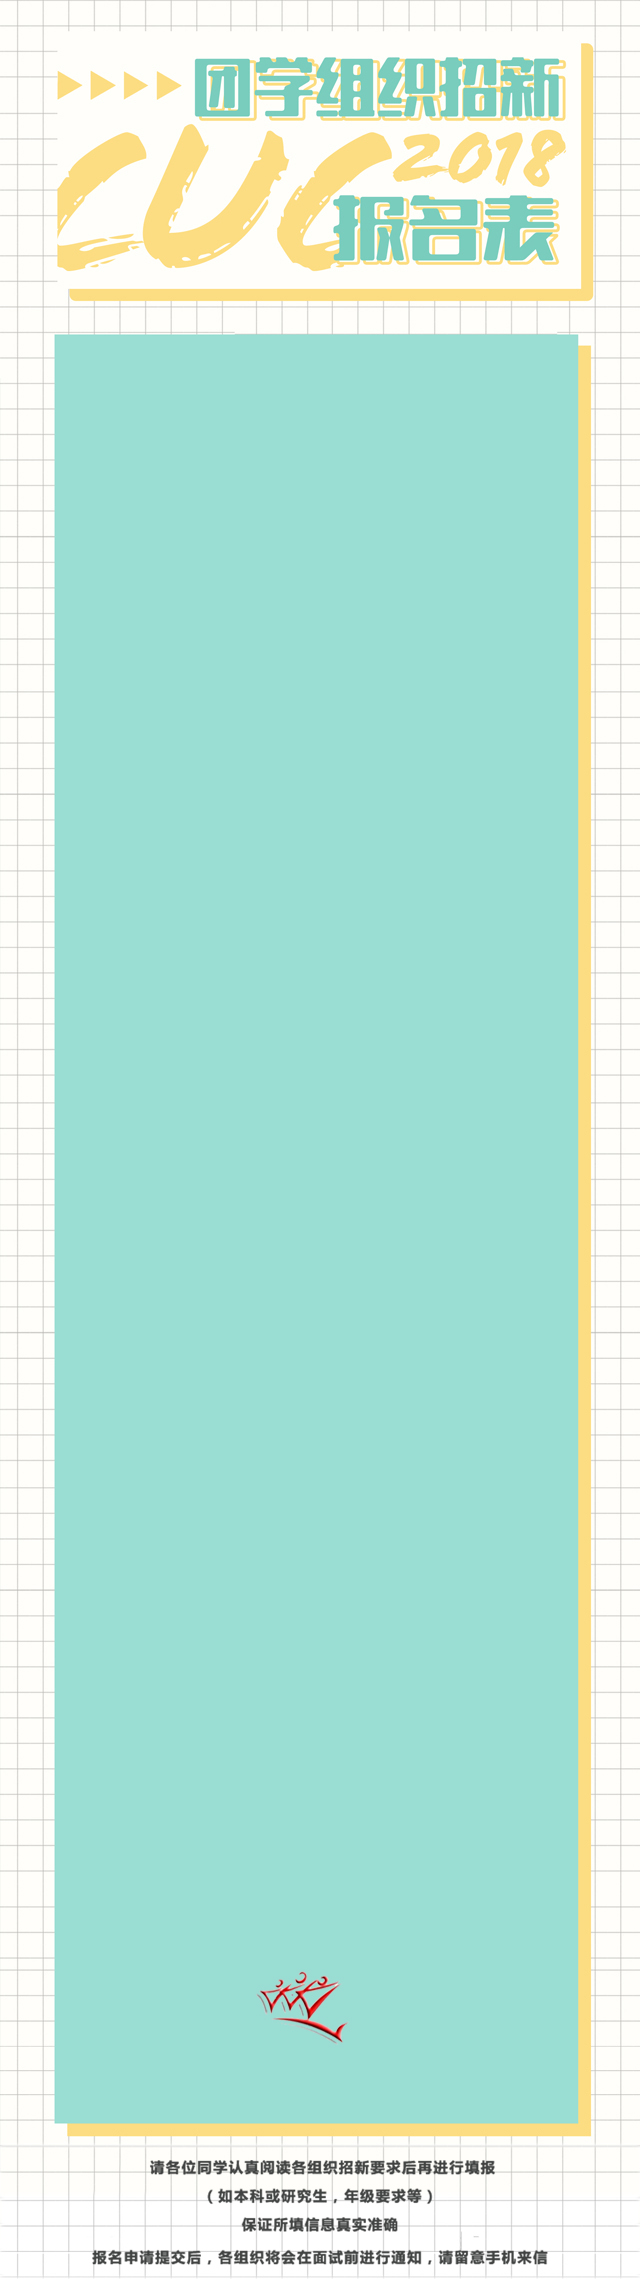 团学组织招新
CUC
2018
报名表
请各位同学认真阅读各组织招新要求后再进行填报
（如本科或研究生，年级要求等）
保证所填信息真实准确
报名申请提交后，各组织将会在面试前进行通知，请留意手机来信